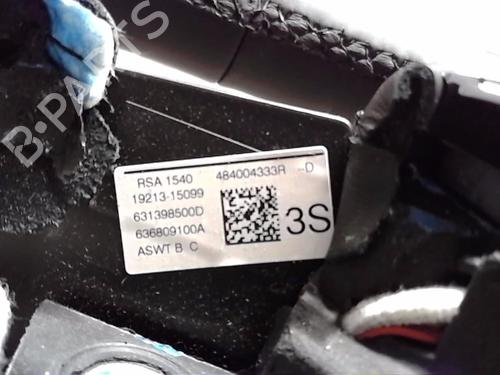 B-PARTS
RSA 1540 484004333R -D
19213-15099
631398500D
636809100A
ASWT B C
3S